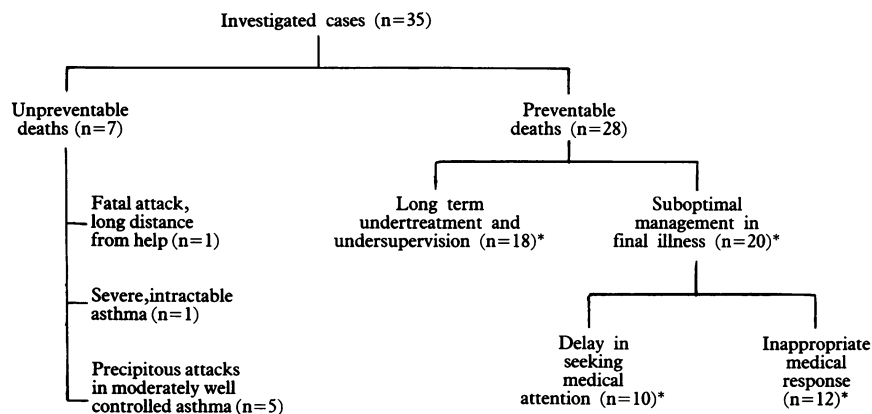 Investigated cases (n=35)
Unpreventable
deaths (n=7)
Preventable
deaths (n=28)
Fatal attack,
long distance
from help (n=1)
Severe, intractable
asthma (n=1)
Precipitous attacks
in moderately well
controlled asthma (n=5)
Long term
undertreatment and
undersupervision (n=18)*
Suboptimal
management in
final illness (n=20)*
Delay in
seeking
medical
attention (n=10)*
Inappropriate
medical
response
(n=12)*